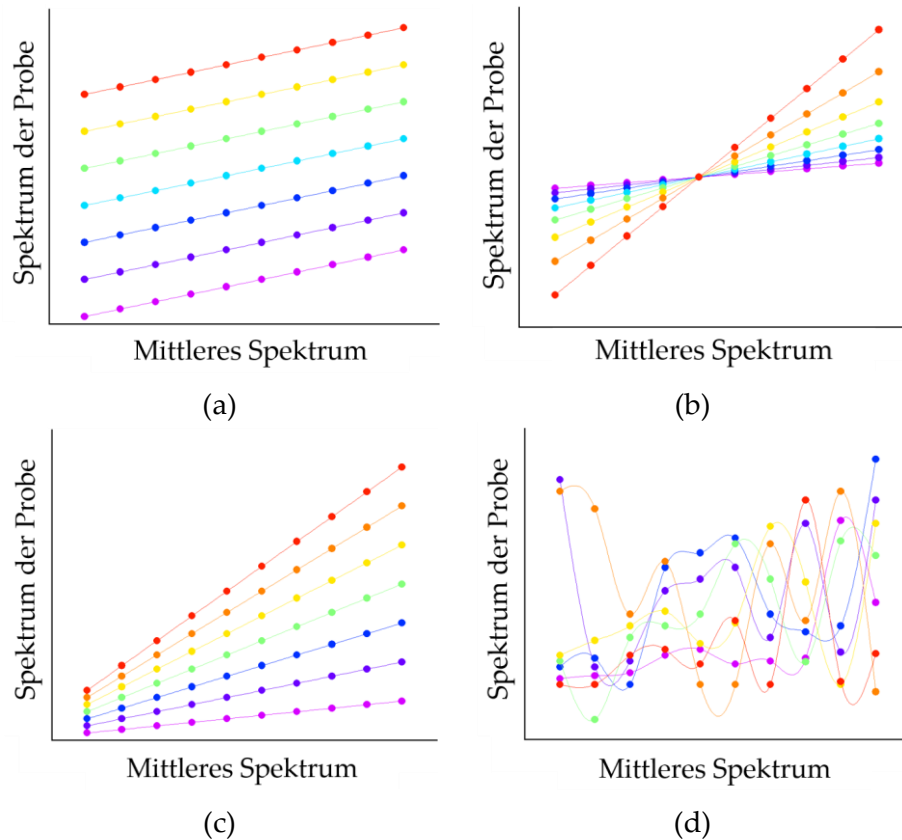 Spektrum der Probe
Mittleres Spektrum
(a)
Spektrum der Probe
Mittleres Spektrum
(b)
Spektrum der Probe
Mittleres Spektrum
(c)
Spektrum der Probe
Mittleres Spektrum
(d)